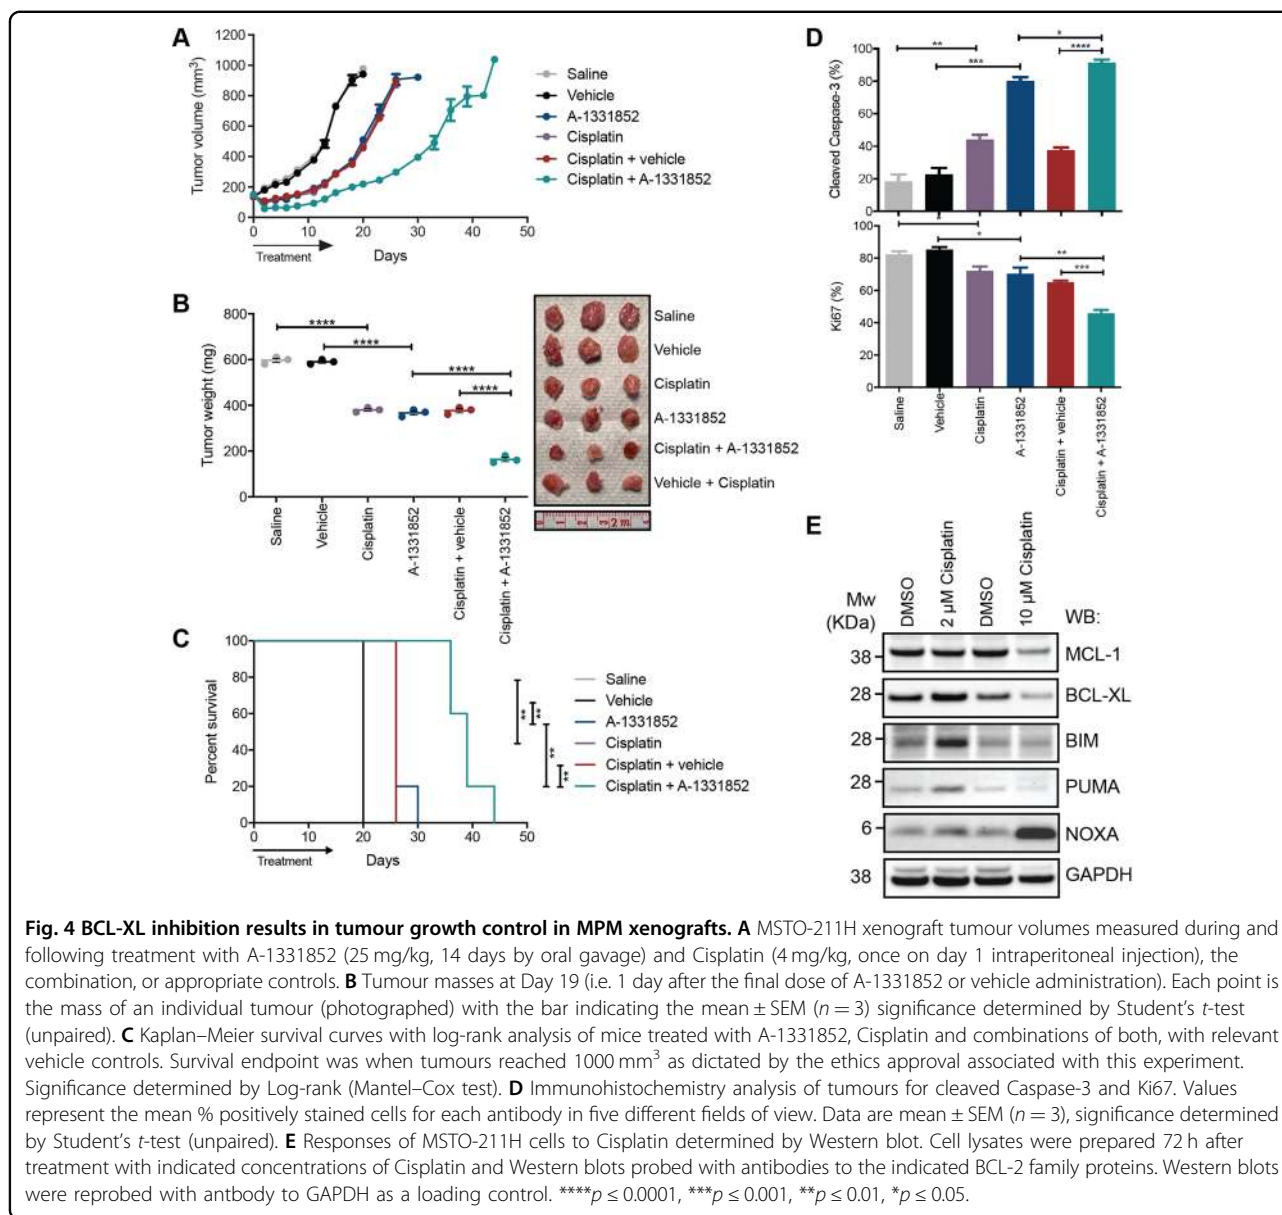 A
1200
1000
800
600
400
200
0
Tumor volume (mm³)
0 10 20 30 40 50
Treatment
Days
Saline
Vehicle
A-1331852
Cisplatin
Cisplatin + vehicle
Cisplatin + A-1331852
B
800
600
400
200
0
Tumor weight (mg)
****
****
****
****
Saline
Vehicle
Cisplatin
A-1331852
Cisplatin + vehicle
Cisplatin + A-1331852
Saline
Vehicle
Cisplatin
A-1331852
Cisplatin + A-1331852
Vehicle + Cisplatin
C
100
80
60
40
20
0
Percent survival
0 10 20 30 40 50
Treatment
Days
Saline
Vehicle
A-1331852
Cisplatin
Cisplatin + vehicle
Cisplatin + A-1331852
**
**
**
**
D
100
80
60
40
20
0
Cleaved Caspase-3 (%)
**
***
*
****
100
80
60
40
20
0
Ki67 (%)
*
*
**
***
Saline
Vehicle
Cisplatin
A-1331852
Cisplatin + vehicle
Cisplatin + A-1331852
E
Mw
(KDa)
DMSO
2 µM Cisplatin
DMSO
10 µM Cisplatin
WB:
38 MCL-1
28 BCL-XL
28 BIM
28 PUMA
6 NOXA
38 GAPDH
Fig. 4 BCL-XL inhibition results in tumour growth control in MPM xenografts. A MSTO-211H xenograft tumour volumes measured during and
following treatment with A-1331852 (25 mg/kg, 14 days by oral gavage) and Cisplatin (4 mg/kg, once on day 1 intraperitoneal injection), the
combination, or appropriate controls. B Tumour masses at Day 19 (i.e. 1 day after the final dose of A-1331852 or vehicle administration). Each point is
the mass of an individual tumour (photographed) with the bar indicating the mean ± SEM (n = 3) significance determined by Student's t-test
(unpaired). C Kaplan–Meier survival curves with log-rank analysis of mice treated with A-1331852, Cisplatin and combinations of both, with relevant
vehicle controls. Survival endpoint was when tumours reached 1000 mm³ as dictated by the ethics approval associated with this experiment.
Significance determined by Log-rank (Mantel–Cox test). D Immunohistochemistry analysis of tumours for cleaved Caspase-3 and Ki67. Values
represent the mean % positively stained cells for each antibody in five different fields of view. Data are mean ± SEM (n = 3), significance determined
by Student's t-test (unpaired). E Responses of MSTO-211H cells to Cisplatin determined by Western blot. Cell lysates were prepared 72 h after
treatment with indicated concentrations of Cisplatin and Western blots probed with antibodies to the indicated BCL-2 family proteins. Western blots
were reprobed with antbody to GAPDH as a loading control. ****p ≤ 0.0001, ***p ≤ 0.001, **p ≤ 0.01, *p ≤ 0.05.